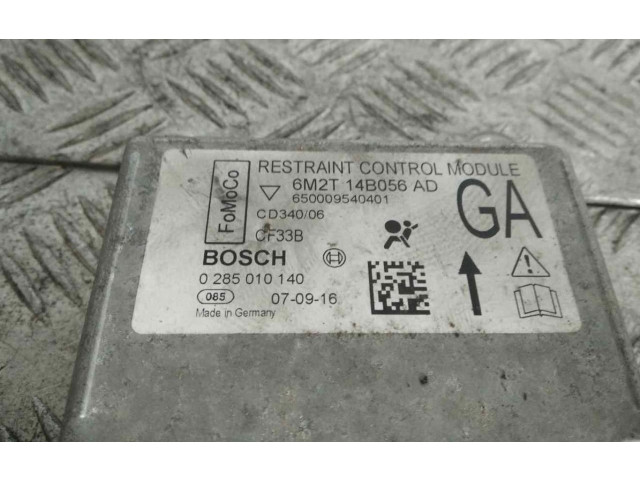 RESTRAINT CONTROL MODULE
FoMoCo
6M2T 14B056 AD
650009540401
CD340/06
CF33B
GA
BOSCH
0 285 010 140
085
07-09-16
Made in Germany